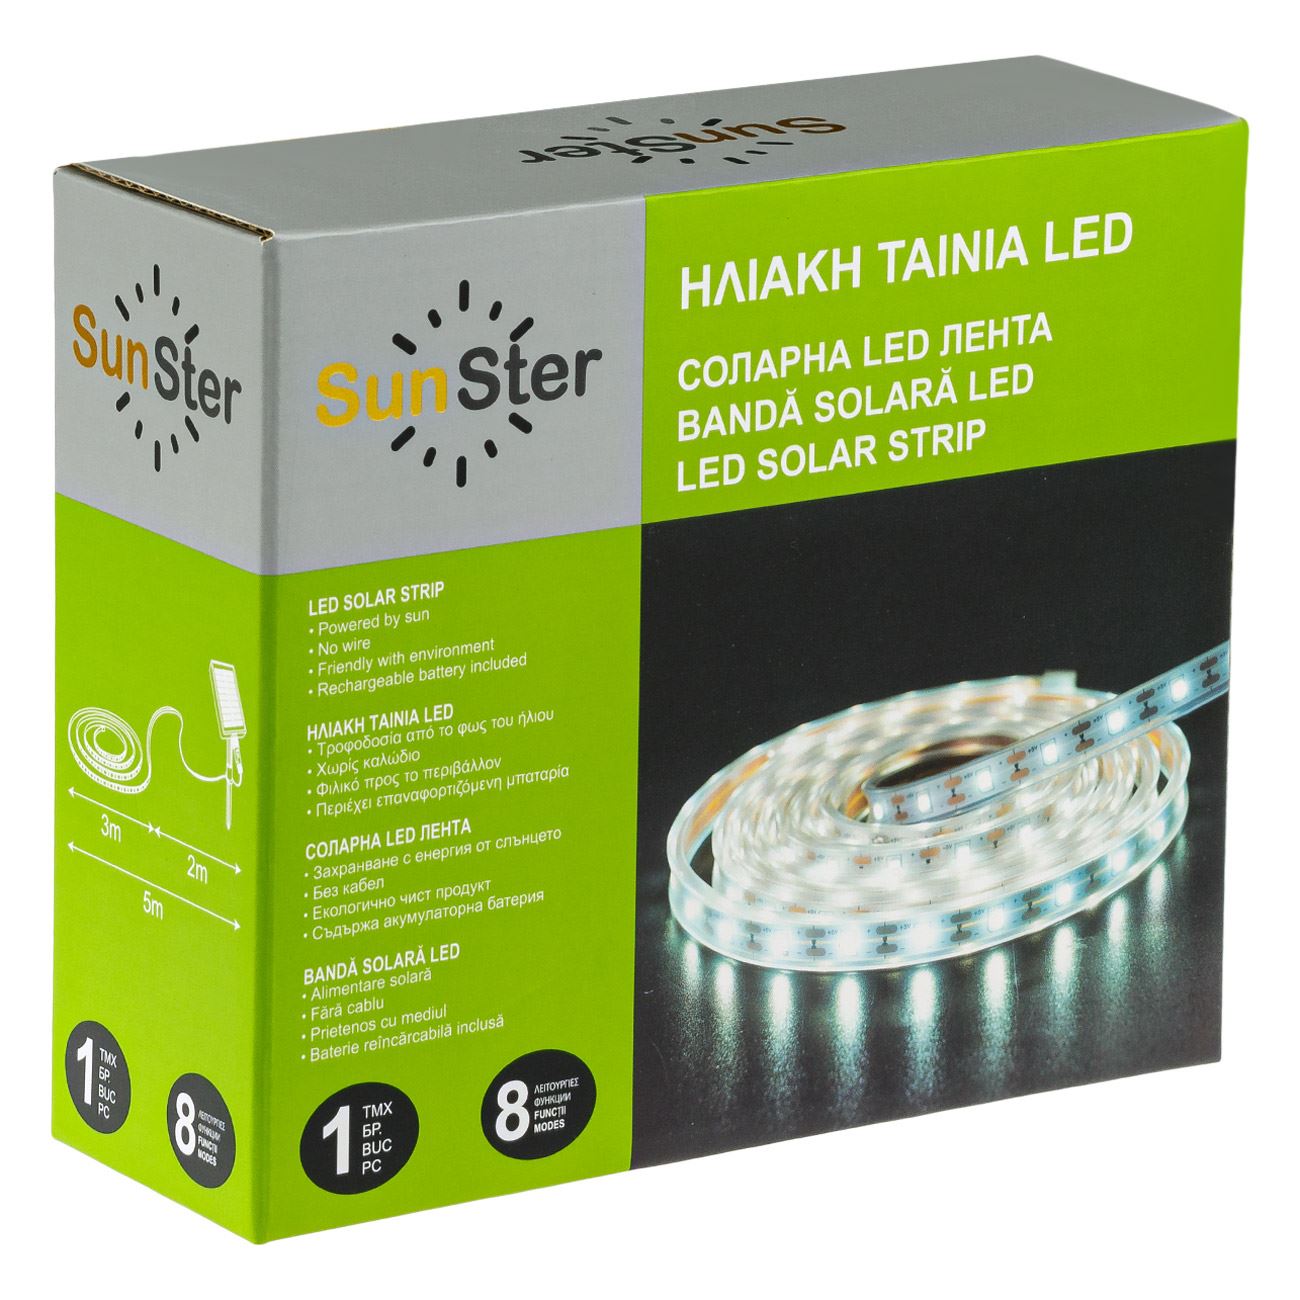 SunSter
SunSter
3m
2m
5m
1 ΤΜΧ
БР.
BUC
PC
8 ΛΕΙΤΟΥΡΓΙΕΣ
ФУНКЦИИ
FUNCȚII
MODES
SunSter
LED SOLAR STRIP
• Powered by sun
• No wire
• Friendly with environment
• Rechargeable battery included
ΗΛΙΑΚΗ ΤΑΙΝΙΑ LED
• Τροφοδοσία από το φως του ήλιου
• Χωρίς καλώδιο
• Φιλικό προς το περιβάλλον
• Περιέχει επαναφορτιζόμενη μπαταρία
СОЛАРНА LED ЛЕНТА
• Захранване с енергия от слънцето
• Без кабел
• Екологично чист продукт
• Съдържа акумулаторна батерия
BANDĂ SOLARĂ LED
• Alimentare solară
• Fără cablu
• Prietenos cu mediul
• Baterie reîncărcabilă inclusă
1 ΤΜΧ
БР.
BUC
PC
8 ΛΕΙΤΟΥΡΓΙΕΣ
ФУНКЦИИ
FUNCȚII
MODES
ΗΛΙΑΚΗ ΤΑΙΝΙΑ LED
СОЛАРНА LED ЛЕНТА
BANDĂ SOLARĂ LED
LED SOLAR STRIP